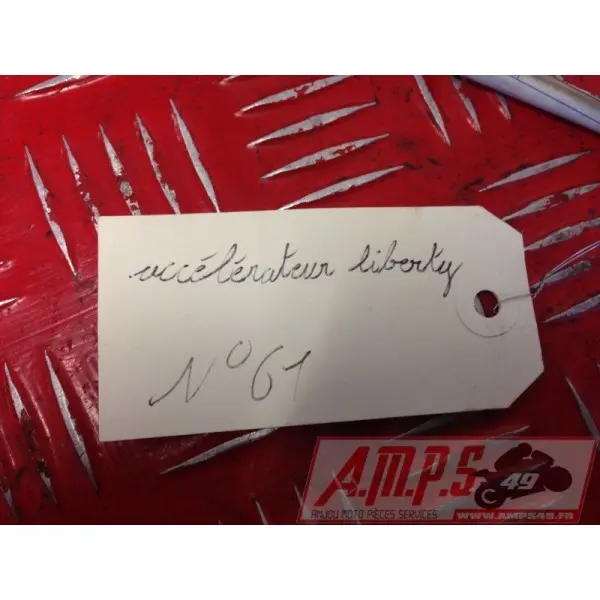 accélérateur liberty
N°61
A.M.P.S 49
ANJOU MOTO PIÈCES SERVICES
WWW.AMPS49.FR